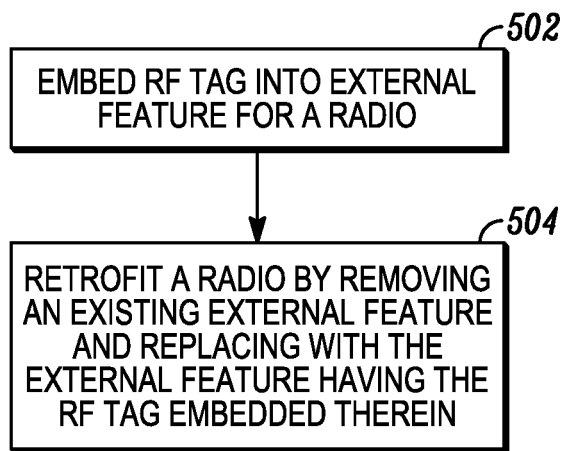 502
EMBED RF TAG INTO EXTERNAL
FEATURE FOR A RADIO
504
RETROFIT A RADIO BY REMOVING
AN EXISTING EXTERNAL FEATURE
AND REPLACING WITH THE
EXTERNAL FEATURE HAVING THE
RF TAG EMBEDDED THEREIN